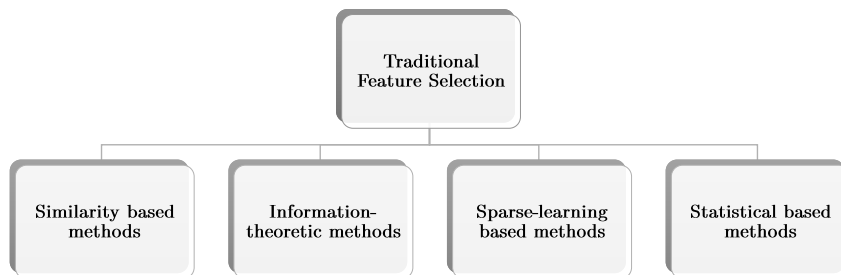 Traditional
Feature Selection
Similarity based
methods
Information-
theoretic methods
Sparse-learning
based methods
Statistical based
methods